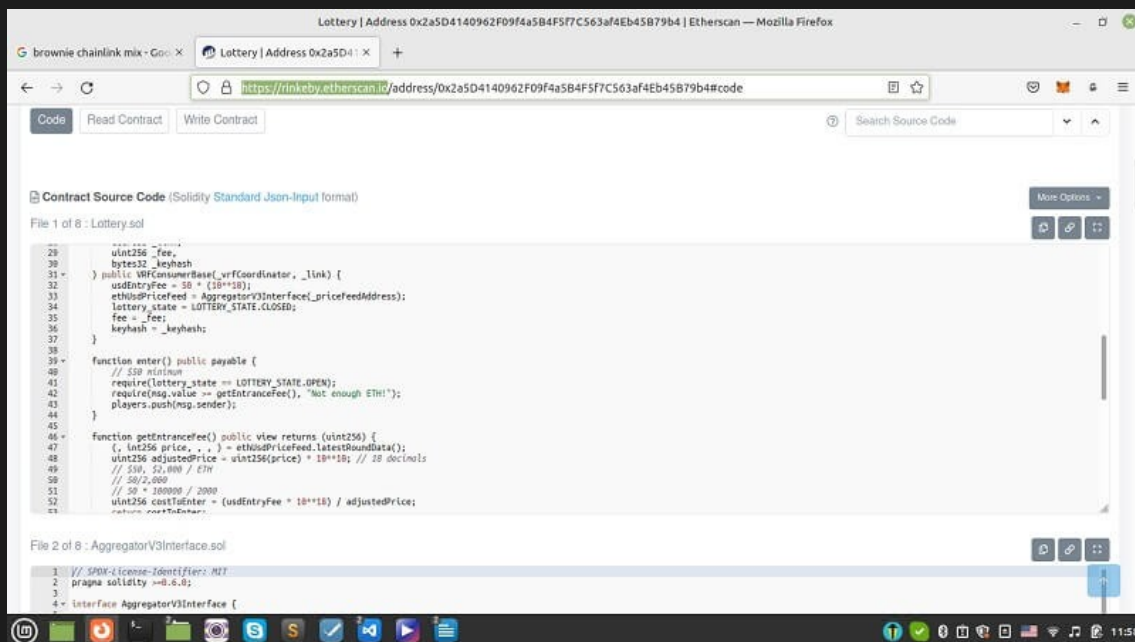 Lottery | Address 0x2a5D4140962F09f4a5B4F5f7C563af4Eb45B79b4 | Etherscan — Mozilla Firefox
brownie chainlink mix - Goo
Lottery | Address 0x2a5D41
https://rinkeby.etherscan.io/address/0x2a5D4140962F09f4a5B4F5f7C563af4Eb45B79b4#code
Code Read Contract Write Contract Search Source Code
Contract Source Code (Solidity Standard Json-Input format) More Options
File 1 of 8 : Lottery.sol
29 uint256 _fee,
30 bytes32 _keyhash
31 ) public VRFConsumerBase(_vrfCoordinator, _link) {
32 usdEntryFee = 50 * (10**18);
33 ethUsdPriceFeed = AggregatorV3Interface(_priceFeedAddress);
34 lottery_state = LOTTERY_STATE.CLOSED;
35 fee = _fee;
36 keyhash = _keyhash;
37 }
38
39 function enter() public payable {
40 // $50 minimum
41 require(lottery_state == LOTTERY_STATE.OPEN);
42 require(msg.value >= getEntranceFee(), "Not enough ETH!");
43 players.push(msg.sender);
44 }
45
46 function getEntranceFee() public view returns (uint256) {
47 (, int256 price, , , ) = ethUsdPriceFeed.latestRoundData();
48 uint256 adjustedPrice = uint256(price) * 10**10; // 18 decimals
49 // $50, $2,000 / ETH
50 // 50/2,000
51 // 50 * 100000 / 2000
52 uint256 costToEnter = (usdEntryFee * 10**18) / adjustedPrice;
53 return costToEnter;
File 2 of 8 : AggregatorV3Interface.sol
1 // SPDX-License-Identifier: MIT
2 pragma solidity >=0.6.0;
3
4 interface AggregatorV3Interface {